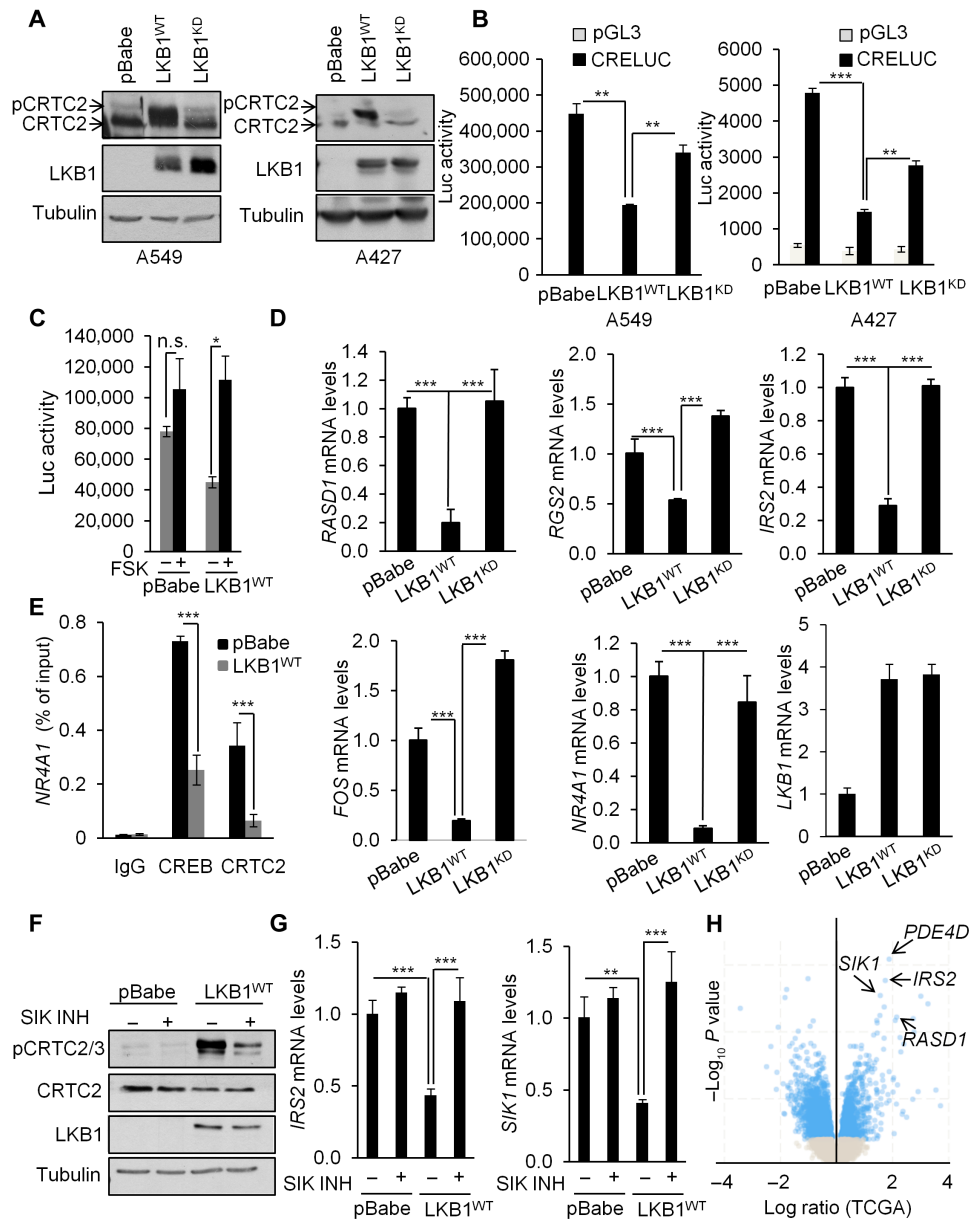 A
pBabe
LKB1WT
LKB1KD
pCRTC2
CRTC2
LKB1
Tubulin
A549
pBabe
LKB1WT
LKB1KD
pCRTC2
CRTC2
LKB1
Tubulin
A427
B
pGL3
CRELUC
Luc activity
500,000
450,000
400,000
350,000
300,000
250,000
200,000
150,000
100,000
50,000
0
**
**
pBabe LKB1WT LKB1KD
A549
pGL3
CRELUC
Luc activity
6000
5000
4000
3000
2000
1000
0
***
**
pBabe LKB1WT LKB1KD
A427
C
Luc activity
140,000
120,000
100,000
80,000
60,000
40,000
20,000
0
n.s.
*
FSK – + – +
pBabe LKB1WT
D
RASD1 mRNA levels
1.4
1.2
1.0
0.8
0.6
0.4
0.2
0
*** ***
pBabe
LKB1WT
LKB1KD
RGS2 mRNA levels
2.0
1.5
1.0
0.5
0.0
***
***
pBabe
LKB1WT
LKB1KD
IRS2 mRNA levels
1.2
1.0
0.8
0.6
0.4
0.2
0.0
*** ***
pBabe
LKB1WT
LKB1KD
E
NR4A1 (% of input)
0.8
0.6
0.4
0.2
0
pBabe
LKB1WT
***
***
IgG CREB CRTC2
FOS mRNA levels
2.0
1.5
1.0
0.5
0.0
***
***
pBabe
LKB1WT
LKB1KD
NR4A1 mRNA levels
1.2
1.0
0.8
0.6
0.4
0.2
0.0
*** ***
pBabe
LKB1WT
LKB1KD
LKB1 mRNA levels
5
4
3
2
1
0
pBabe
LKB1WT
LKB1KD
F
pBabe LKB1WT
SIK INH – + – +
pCRTC2/3
CRTC2
LKB1
Tubulin
G
IRS2 mRNA levels
1.5
1.0
0.5
0.0
***
***
SIK INH – + – +
pBabe LKB1WT
SIK1 mRNA levels
1.5
1.0
0.5
0.0
**
***
SIK INH – + – +
pBabe LKB1WT
H
PDE4D
SIK1
IRS2
RASD1
–Log10 P value
–4 –2 0 2 4
Log ratio (TCGA)